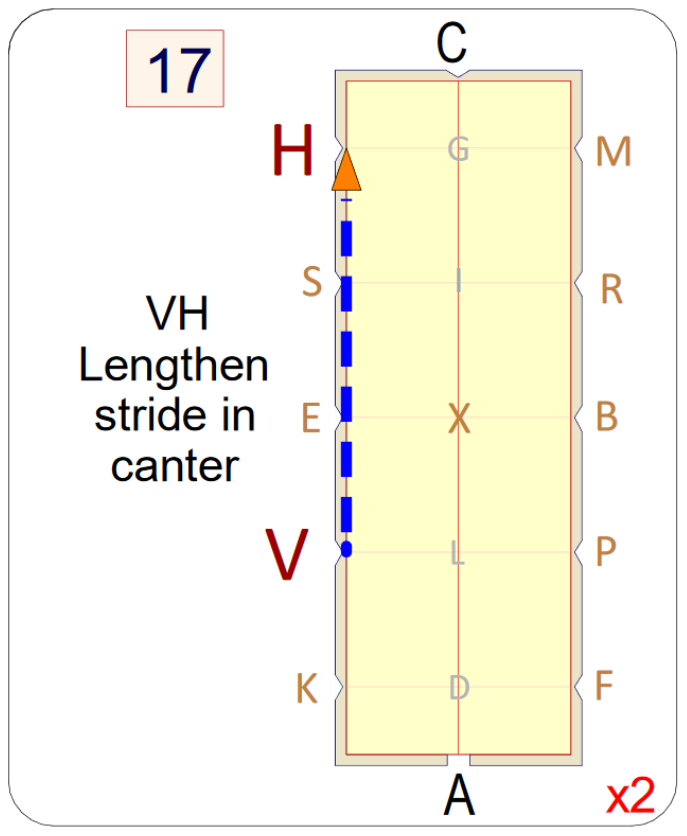 17
C
H G M
S I R
VH
Lengthen
stride in
canter
E X B
V L P
K D F
A
x2